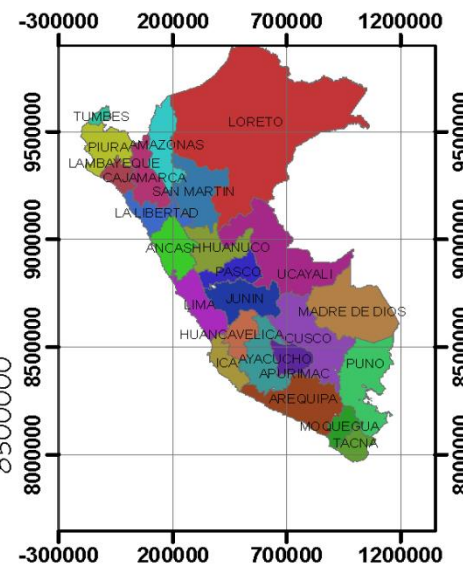 -300000 200000 700000 1200000
TUMBES
LORETO
9500000 9500000
PIURA AMAZONAS
LAMBAYEQUE
CAJAMARCA
SAN MARTIN
LA LIBERTAD
9000000 9000000
ANCASH HUANUCO
PASCO UCAYALI
LIMA JUNIN
MADRE DE DIOS
HUANCAVELICA CUSCO
8500000 8500000
ICA AYACUCHO PUNO
APURIMAC
8500000
AREQUIPA
MOQUEGUA
TACNA
8000000 8000000
-300000 200000 700000 1200000